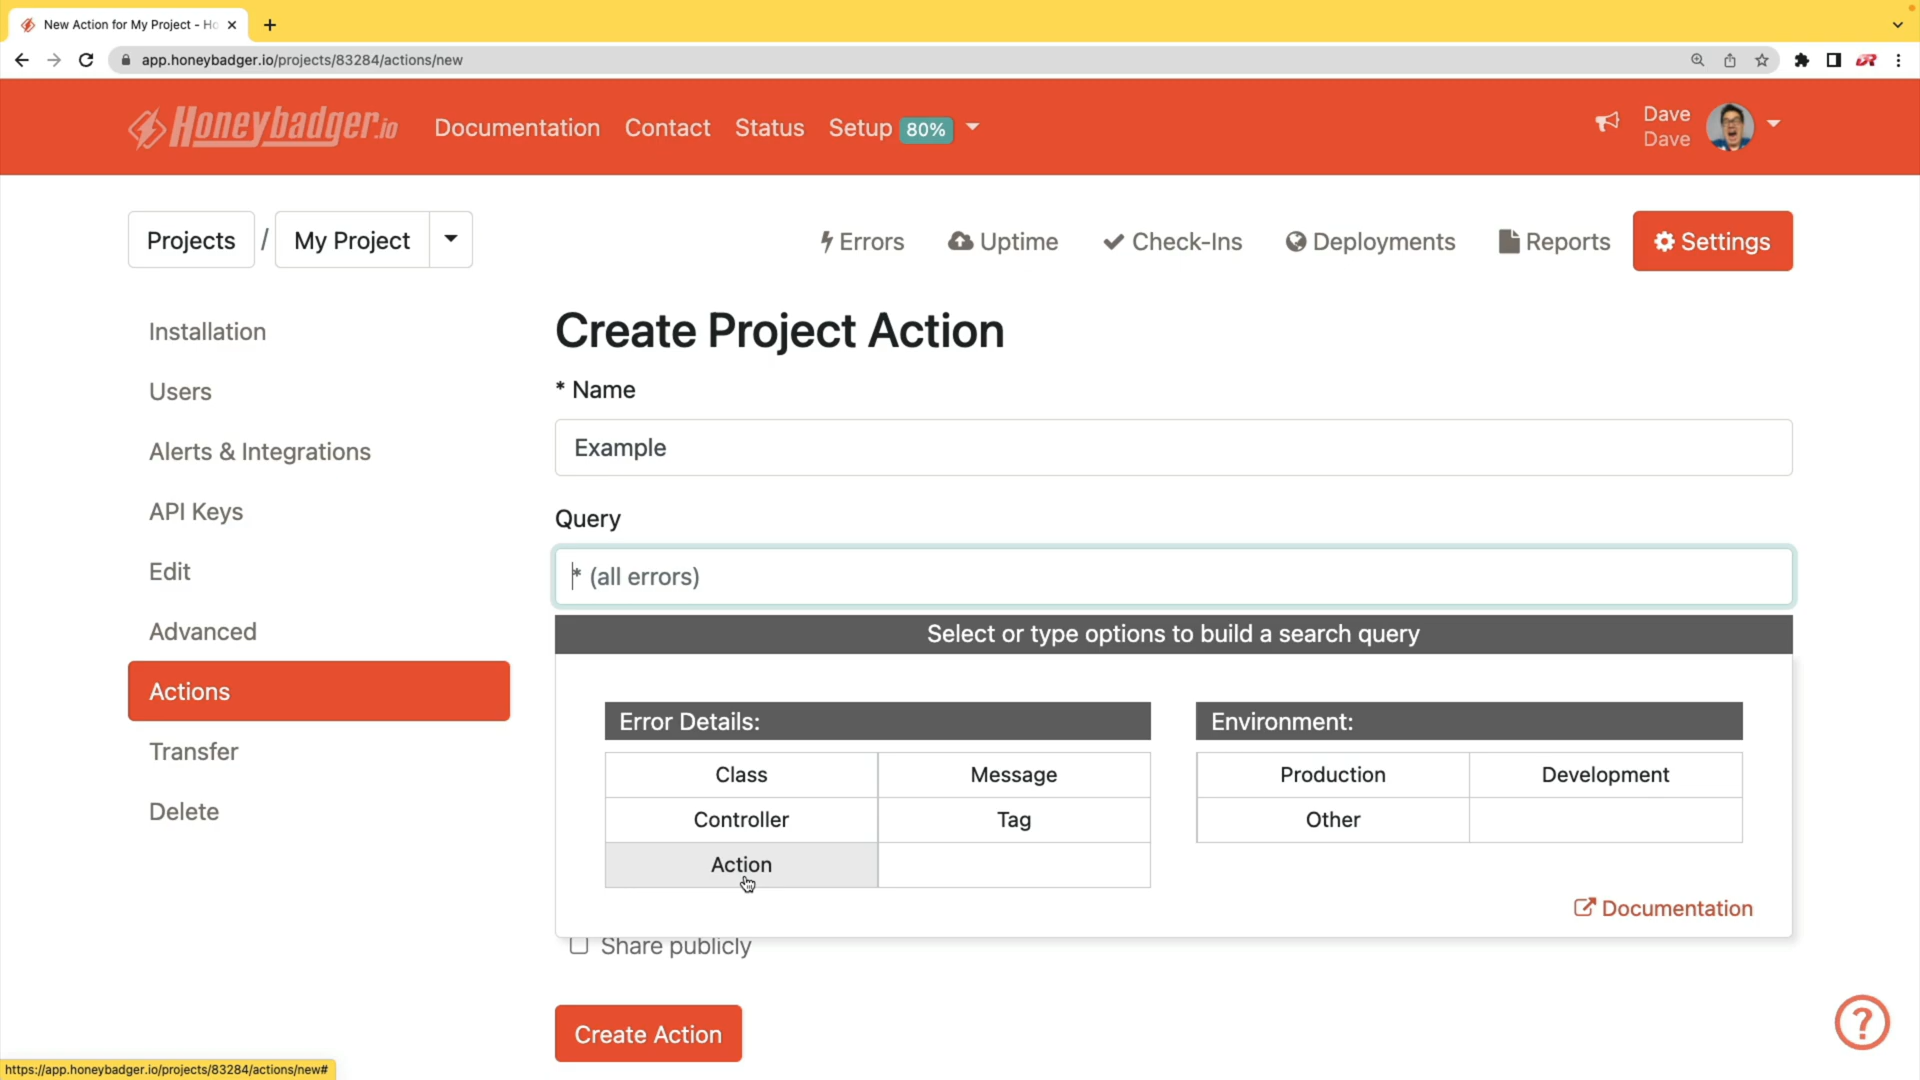 New Action for My Project - Ho
app.honeybadger.io/projects/83284/actions/new
Honeybadger.io Documentation Contact Status Setup 80%
Dave
Dave
Projects / My Project
Errors Uptime Check-Ins Deployments Reports Settings
Installation
Users
Alerts & Integrations
API Keys
Edit
Advanced
Actions
Transfer
Delete
Create Project Action
* Name
Example
Query
* (all errors)
Select or type options to build a search query
Error Details:
Class Message
Controller Tag
Action
Environment:
Production Development
Other
Documentation
Share publicly
Create Action
?
https://app.honeybadger.io/projects/83284/actions/new#